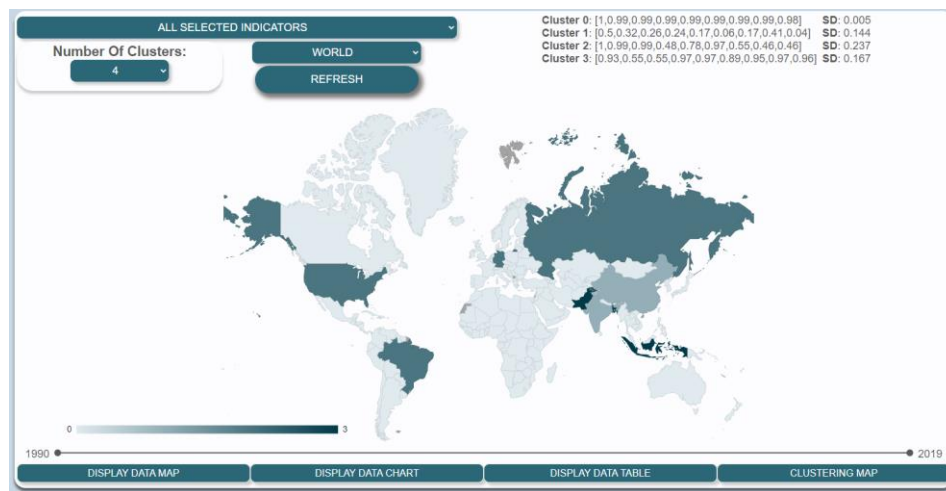 ALL SELECTED INDICATORS
Number Of Clusters:
4
WORLD
REFRESH
Cluster 0: [1,0.99,0.99,0.99,0.99,0.99,0.99,0.99,0.98] SD: 0.005
Cluster 1: [0.5,0.32,0.26,0.24,0.17,0.06,0.17,0.41,0.04] SD: 0.144
Cluster 2: [1,0.99,0.99,0.48,0.78,0.97,0.55,0.46,0.46] SD: 0.237
Cluster 3: [0.93,0.55,0.55,0.97,0.97,0.89,0.95,0.97,0.96] SD: 0.167
0 3
1990 2019
DISPLAY DATA MAP DISPLAY DATA CHART DISPLAY DATA TABLE CLUSTERING MAP